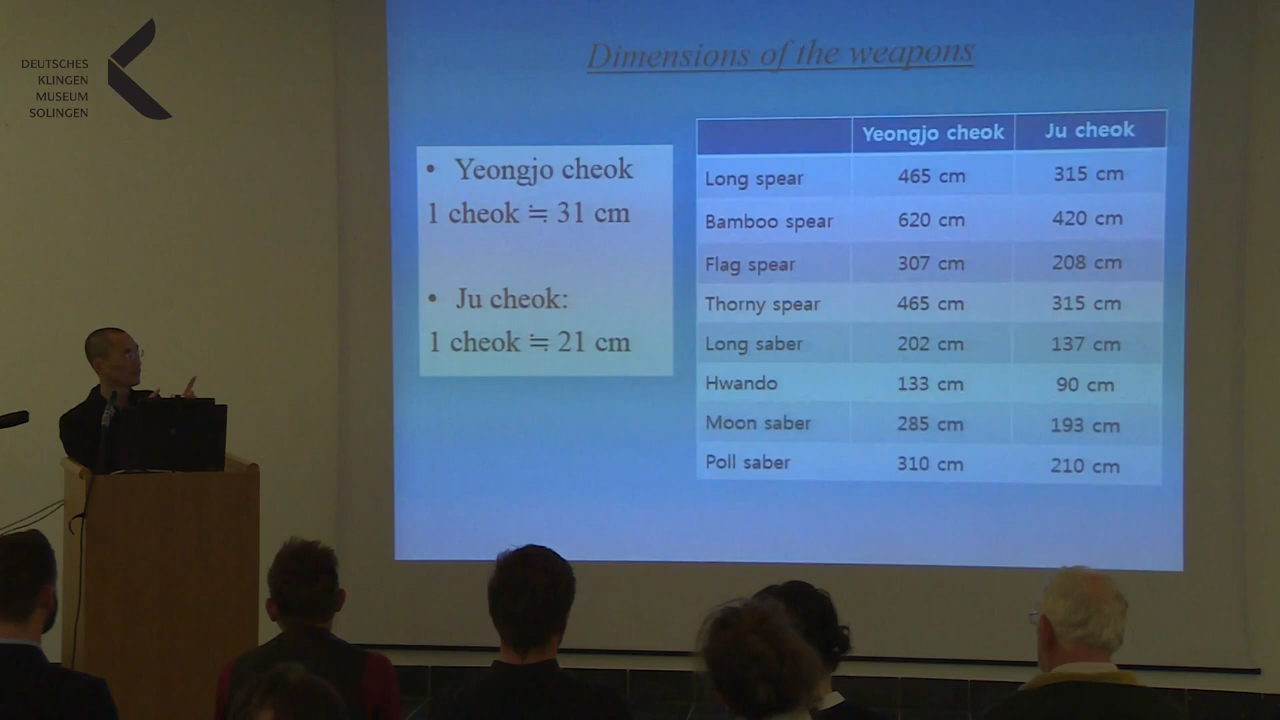 DEUTSCHES
KLINGEN
MUSEUM
SOLINGEN
Dimensions of the weapons
• Yeongjo cheok
1 cheok ≒ 31 cm
• Ju cheok:
1 cheok ≒ 21 cm
Yeongjo cheok Ju cheok
Long spear 465 cm 315 cm
Bamboo spear 620 cm 420 cm
Flag spear 307 cm 208 cm
Thorny spear 465 cm 315 cm
Long saber 202 cm 137 cm
Hwando 133 cm 90 cm
Moon saber 285 cm 193 cm
Poll saber 310 cm 210 cm